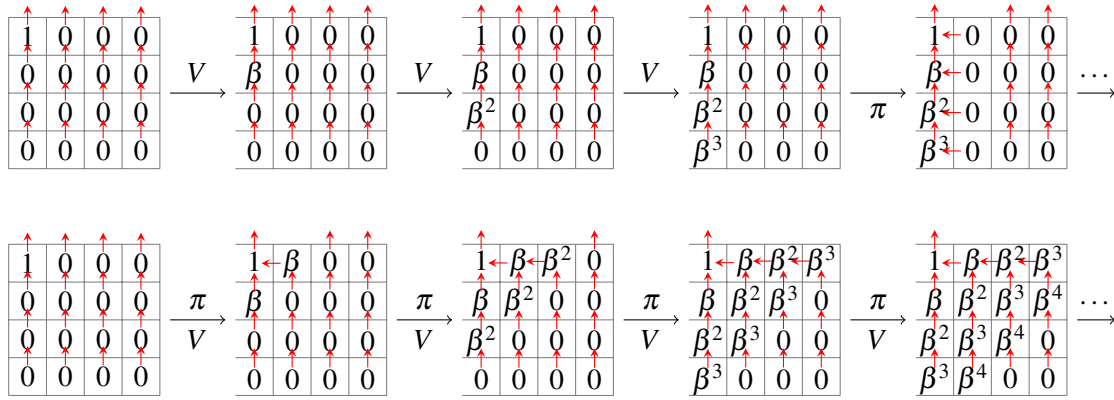 1 0 0 0 1 0 0 0 1 0 0 0 1 0 0 0 1 0 0 0
0 0 0 0 V β 0 0 0 V β 0 0 0 V β 0 0 0 β 0 0 0 ⋯
0 0 0 0 0 0 0 0 β² 0 0 0 β² 0 0 0 π β² 0 0 0
0 0 0 0 0 0 0 0 0 0 0 0 β³ 0 0 0 β³ 0 0 0
1 0 0 0 1 β 0 0 1 β β² 0 1 β β² β³ 1 β β² β³
0 0 0 0 π β 0 0 0 π β β² 0 0 π β β² β³ 0 π β β² β³ β⁴ ⋯
0 0 0 0 V 0 0 0 0 V β² 0 0 0 V β² β³ 0 0 V β² β³ β⁴ 0
0 0 0 0 0 0 0 0 0 0 0 0 β³ 0 0 0 β³ β⁴ 0 0